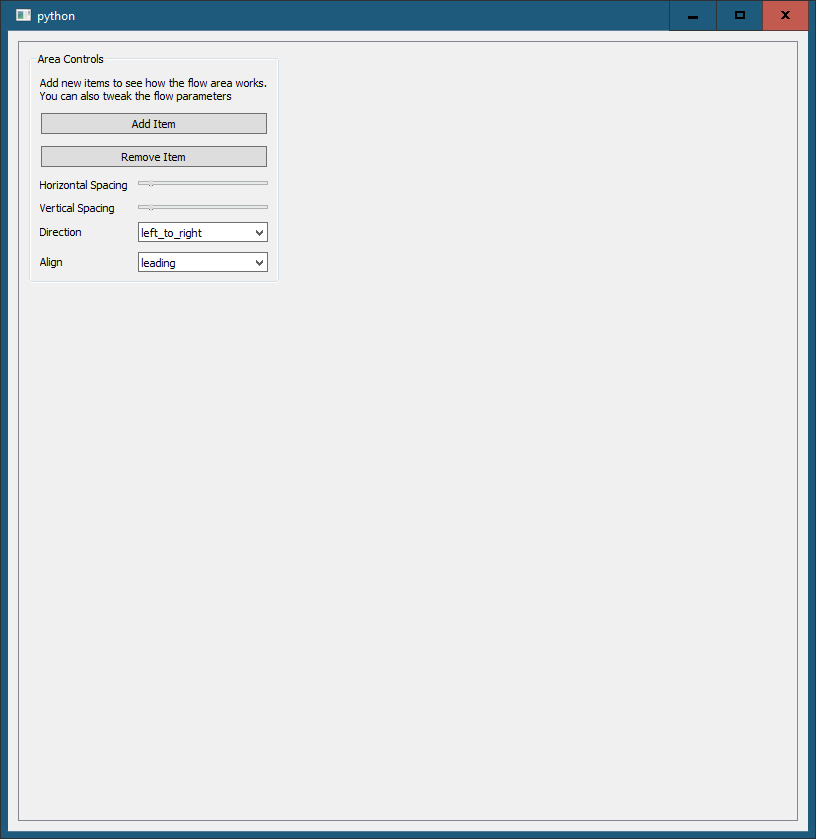 python
Area Controls
Add new items to see how the flow area works.
You can also tweak the flow parameters
Add Item
Remove Item
Horizontal Spacing
Vertical Spacing
Direction
left_to_right
Align
leading